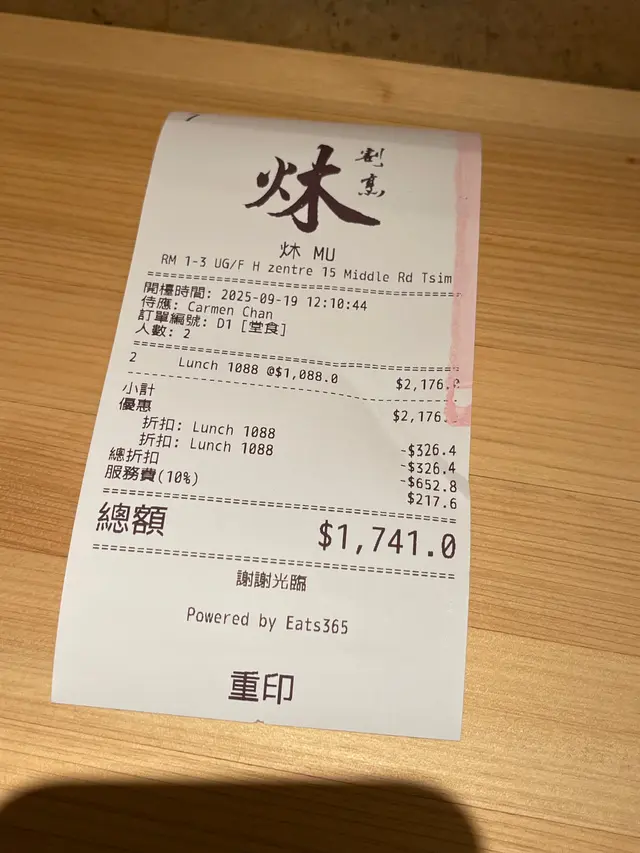 炑
割烹
炑 MU
RM 1-3 UG/F H zentre 15 Middle Rd Tsim
開檯時間: 2025-09-19 12:10:44
侍應: Carmen Chan
訂單編號: D1 [堂食]
人數: 2
2 Lunch 1088 @$1,088.0 $2,176.0
小計 $2,176.
優惠
折扣: Lunch 1088 -$326.4
折扣: Lunch 1088 -$326.4
總折扣 -$652.8
服務費(10%) $217.6
總額 $1,741.0
謝謝光臨
Powered by Eats365
重印